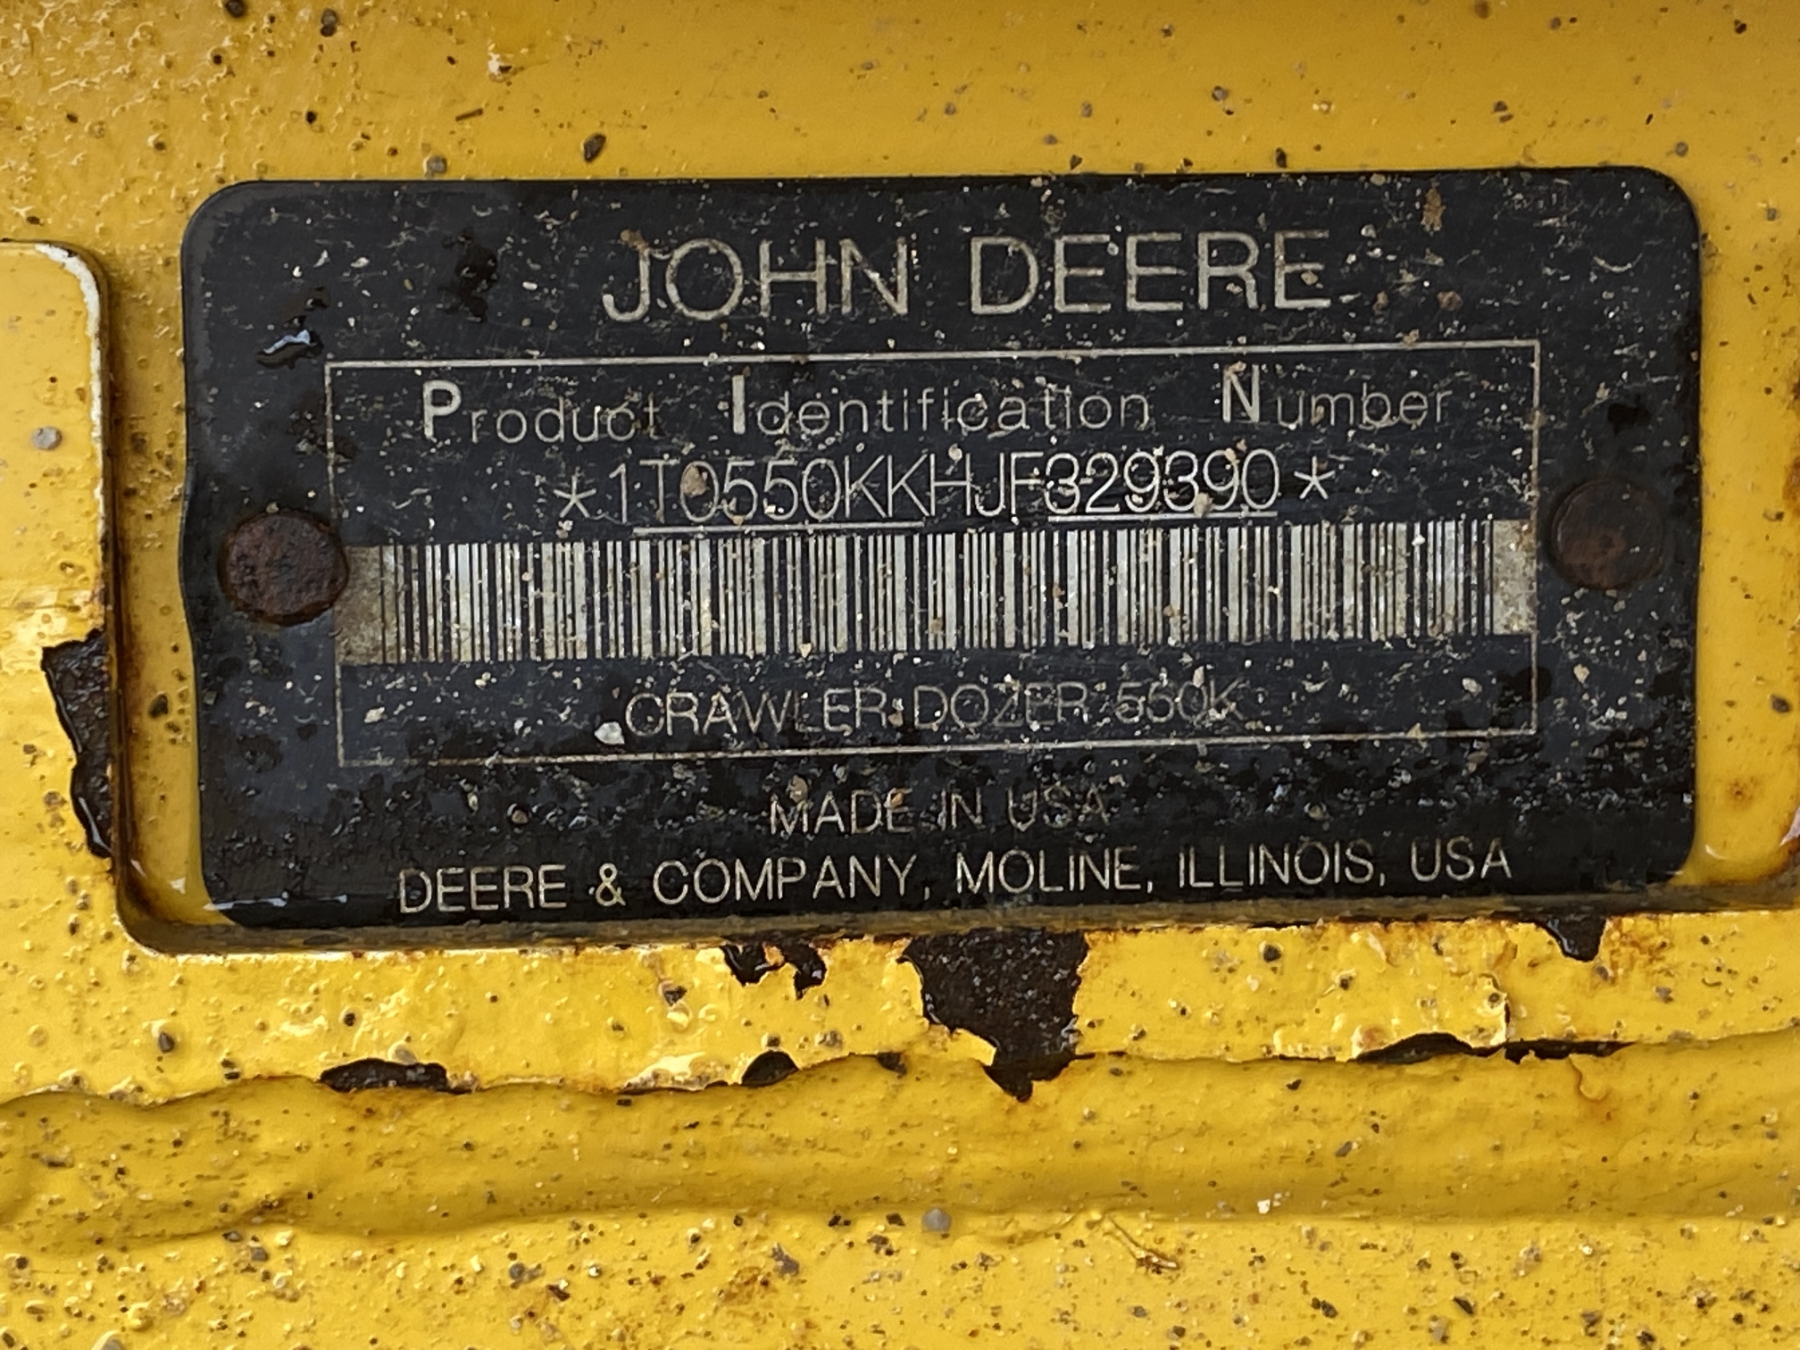 JOHN DEERE
Product Identification Number
*1T0550KKHJF329390*
CRAWLER DOZER 550K
MADE IN USA
DEERE & COMPANY, MOLINE, ILLINOIS, USA